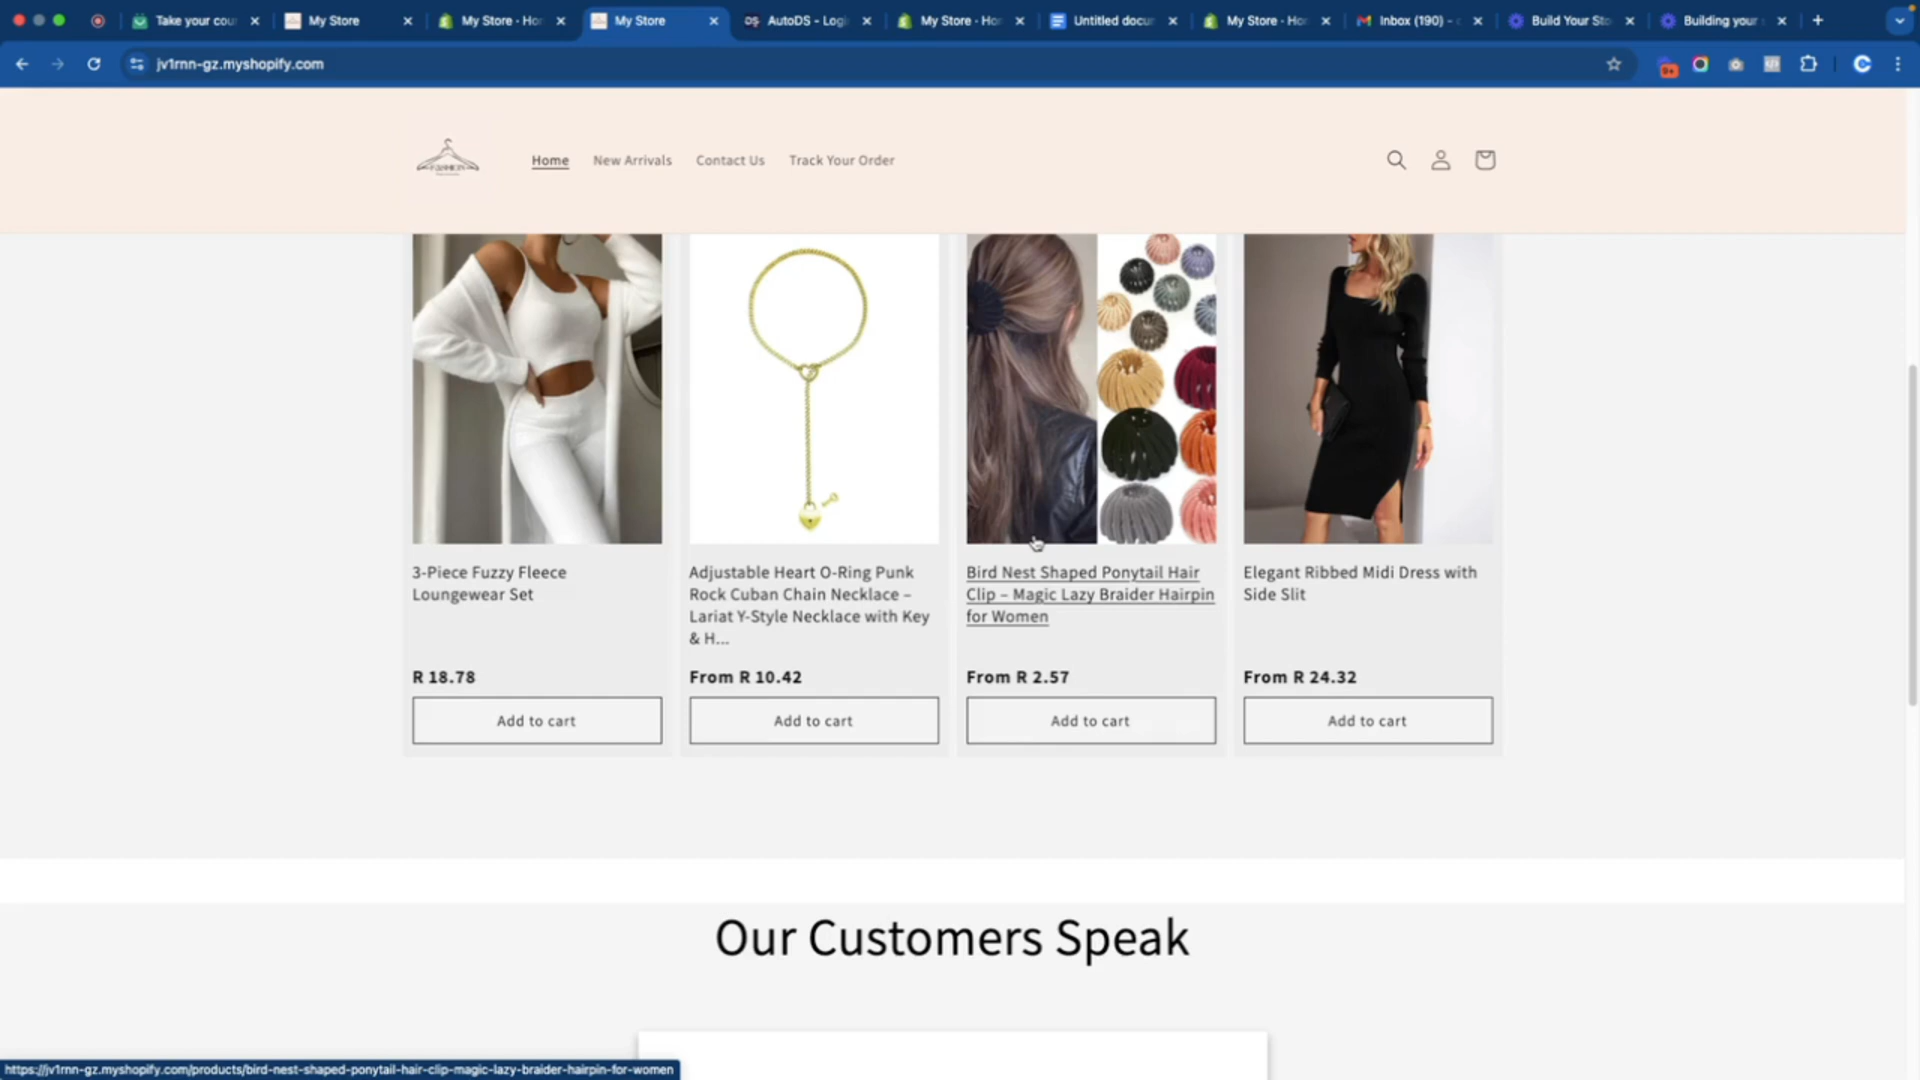 Take your cou
My Store
My Store · Ho
My Store
AutoDS - Logi
My Store · Ho
Untitled docu
My Store · Ho
Inbox (190) -
Build Your Sto
Building your
jv1rnn-gz.myshopify.com
FASHION
Home
New Arrivals
Contact Us
Track Your Order
3-Piece Fuzzy Fleece
Loungewear Set
R 18.78
Add to cart
Adjustable Heart O-Ring Punk
Rock Cuban Chain Necklace –
Lariat Y-Style Necklace with Key
& H...
From R 10.42
Add to cart
Bird Nest Shaped Ponytail Hair
Clip – Magic Lazy Braider Hairpin
for Women
From R 2.57
Add to cart
Elegant Ribbed Midi Dress with
Side Slit
From R 24.32
Add to cart
Our Customers Speak
https://jv1rnn-gz.myshopify.com/products/bird-nest-shaped-ponytail-hair-clip-magic-lazy-braider-hairpin-for-women